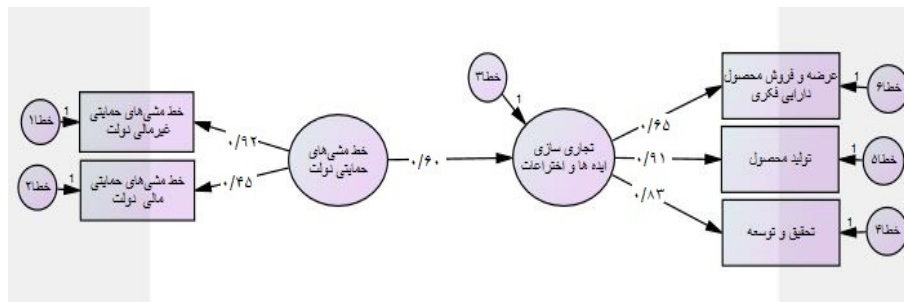 خطا۱
1
خط مشی‌های حمایتی
غیرمالی دولت
۰/۹۲
خطا۲
1
خط مشی‌های حمایتی
مالی دولت
۰/۴۵
خط مشی‌های
حمایتی دولت
۰/۶۰
خطا۳
1
تجاری سازی
ایده ها و اختراعات
۰/۶۵
عرضه و فروش محصول
دارایی فکری
1
خطا۶
۰/۹۱
تولید محصول
1
خطا۵
۰/۸۳
تحقیق و توسعه
1
خطا۴